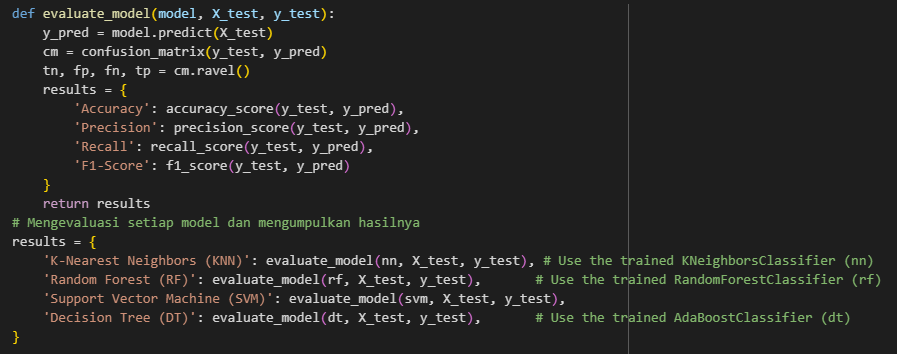 def evaluate_model(model, X_test, y_test):
    y_pred = model.predict(X_test)
    cm = confusion_matrix(y_test, y_pred)
    tn, fp, fn, tp = cm.ravel()
    results = {
        'Accuracy': accuracy_score(y_test, y_pred),
        'Precision': precision_score(y_test, y_pred),
        'Recall': recall_score(y_test, y_pred),
        'F1-Score': f1_score(y_test, y_pred)
    }
    return results
# Mengevaluasi setiap model dan mengumpulkan hasilnya
results = {
    'K-Nearest Neighbors (KNN)': evaluate_model(nn, X_test, y_test), # Use the trained KNeighborsClassifier (nn)
    'Random Forest (RF)': evaluate_model(rf, X_test, y_test),       # Use the trained RandomForestClassifier (rf)
    'Support Vector Machine (SVM)': evaluate_model(svm, X_test, y_test),
    'Decision Tree (DT)': evaluate_model(dt, X_test, y_test),       # Use the trained AdaBoostClassifier (dt)
}